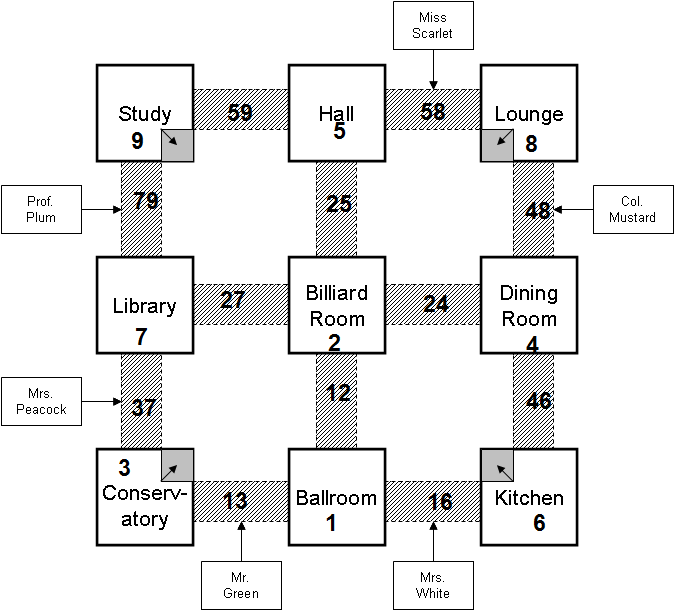 Miss
Scarlet
Study
59
Hall
58
Lounge
9
5
8
Prof.
Plum
79
25
48
Col.
Mustard
Library
27
Billiard
Room
24
Dining
Room
7
2
4
Mrs.
Peacock
37
12
46
3
Conserv-
atory
13
Ballroom
16
Kitchen
1
6
Mr.
Green
Mrs.
White